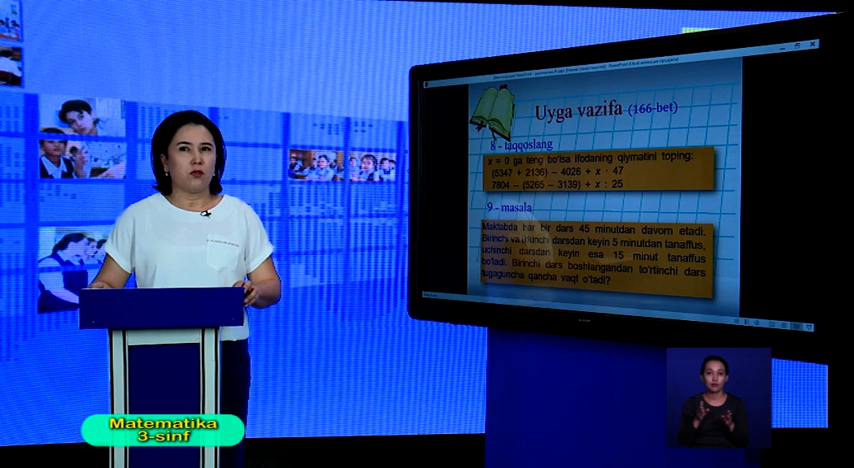 Uyga vazifa (166-bet)
8 - taqqoslang
x = 0 ga teng bo'lsa ifodaning qiymatini toping:
(5347 + 2136) – 4026 + x · 47
7804 – (5265 – 3139) + x : 25
9 - masala
Maktabda har bir dars 45 minutdan davom etadi.
Birinchi va ikkinchi darsdan keyin 5 minutdan tanaffus,
uchinchi darsdan keyin esa 15 minut tanaffus
bo'ladi. Birinchi dars boshlangandan to'rtinchi dars
tugaguncha qancha vaqt o'tadi?
Matematika
3-sinf